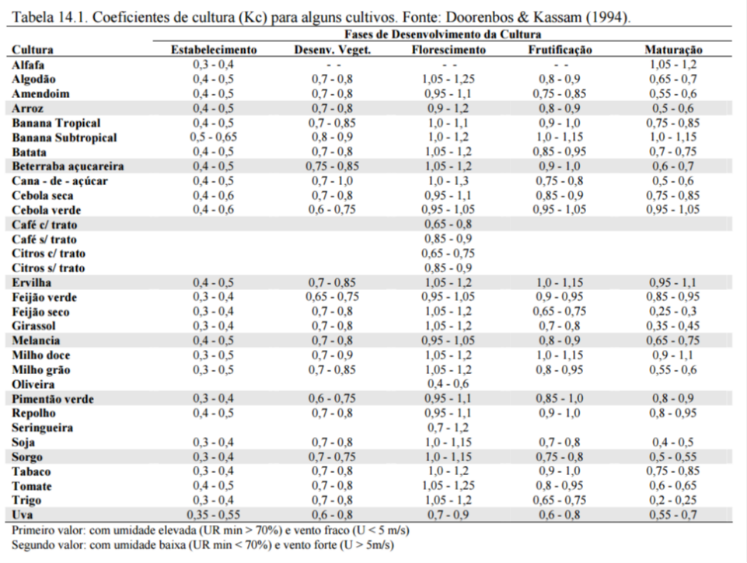 Tabela 14.1. Coeficientes de cultura (Kc) para alguns cultivos. Fonte: Doorenbos & Kassam (1994).
Fases de Desenvolvimento da Cultura
Cultura Estabelecimento Desenv. Veget. Florescimento Frutificação Maturação
Alfafa 0,3 - 0,4 - - - - - - 1,05 - 1,2
Algodão 0,4 - 0,5 0,7 - 0,8 1,05 - 1,25 0,8 - 0,9 0,65 - 0,7
Amendoim 0,4 - 0,5 0,7 - 0,8 0,95 - 1,1 0,75 - 0,85 0,55 - 0,6
Arroz 0,4 - 0,5 0,7 - 0,8 0,9 - 1,2 0,8 - 0,9 0,5 - 0,6
Banana Tropical 0,4 - 0,5 0,7 - 0,85 1,0 - 1,1 0,9 - 1,0 0,75 - 0,85
Banana Subtropical 0,5 - 0,65 0,8 - 0,9 1,0 - 1,2 1,0 - 1,15 1,0 - 1,15
Batata 0,4 - 0,5 0,7 - 0,8 1,05 - 1,2 0,85 - 0,95 0,7 - 0,75
Beterraba açucareira 0,4 - 0,5 0,75 - 0,85 1,05 - 1,2 0,9 - 1,0 0,6 - 0,7
Cana - de - açúcar 0,4 - 0,5 0,7 - 1,0 1,0 - 1,3 0,75 - 0,8 0,5 - 0,6
Cebola seca 0,4 - 0,6 0,7 - 0,8 0,95 - 1,1 0,85 - 0,9 0,75 - 0,85
Cebola verde 0,4 - 0,6 0,6 - 0,75 0,95 - 1,05 0,95 - 1,05 0,95 - 1,05
Café c/ trato 0,65 - 0,8
Café s/ trato 0,85 - 0,9
Citros c/ trato 0,65 - 0,75
Citros s/ trato 0,85 - 0,9
Ervilha 0,4 - 0,5 0,7 - 0,85 1,05 - 1,2 1,0 - 1,15 0,95 - 1,1
Feijão verde 0,3 - 0,4 0,65 - 0,75 0,95 - 1,05 0,9 - 0,95 0,85 - 0,95
Feijão seco 0,3 - 0,4 0,7 - 0,8 1,05 - 1,2 0,65 - 0,75 0,25 - 0,3
Girassol 0,3 - 0,4 0,7 - 0,8 1,05 - 1,2 0,7 - 0,8 0,35 - 0,45
Melancia 0,4 - 0,5 0,7 - 0,8 0,95 - 1,05 0,8 - 0,9 0,65 - 0,75
Milho doce 0,3 - 0,5 0,7 - 0,9 1,05 - 1,2 1,0 - 1,15 0,9 - 1,1
Milho grão 0,3 - 0,5 0,7 - 0,85 1,05 - 1,2 0,8 - 0,95 0,55 - 0,6
Oliveira 0,4 - 0,6
Pimentão verde 0,3 - 0,4 0,6 - 0,75 0,95 - 1,1 0,85 - 1,0 0,8 - 0,9
Repolho 0,4 - 0,5 0,7 - 0,8 0,95 - 1,1 0,9 - 1,0 0,8 - 0,95
Seringueira 0,7 - 1,2
Soja 0,3 - 0,4 0,7 - 0,8 1,0 - 1,15 0,7 - 0,8 0,4 - 0,5
Sorgo 0,3 - 0,4 0,7 - 0,75 1,0 - 1,15 0,75 - 0,8 0,5 - 0,55
Tabaco 0,3 - 0,4 0,7 - 0,8 1,0 - 1,2 0,9 - 1,0 0,75 - 0,85
Tomate 0,4 - 0,5 0,7 - 0,8 1,05 - 1,25 0,8 - 0,95 0,6 - 0,65
Trigo 0,3 - 0,4 0,7 - 0,8 1,05 - 1,2 0,65 - 0,75 0,2 - 0,25
Uva 0,35 - 0,55 0,6 - 0,8 0,7 - 0,9 0,6 - 0,8 0,55 - 0,7
Primeiro valor: com umidade elevada (UR min > 70%) e vento fraco (U < 5 m/s)
Segundo valor: com umidade baixa (UR min < 70%) e vento forte (U > 5m/s)